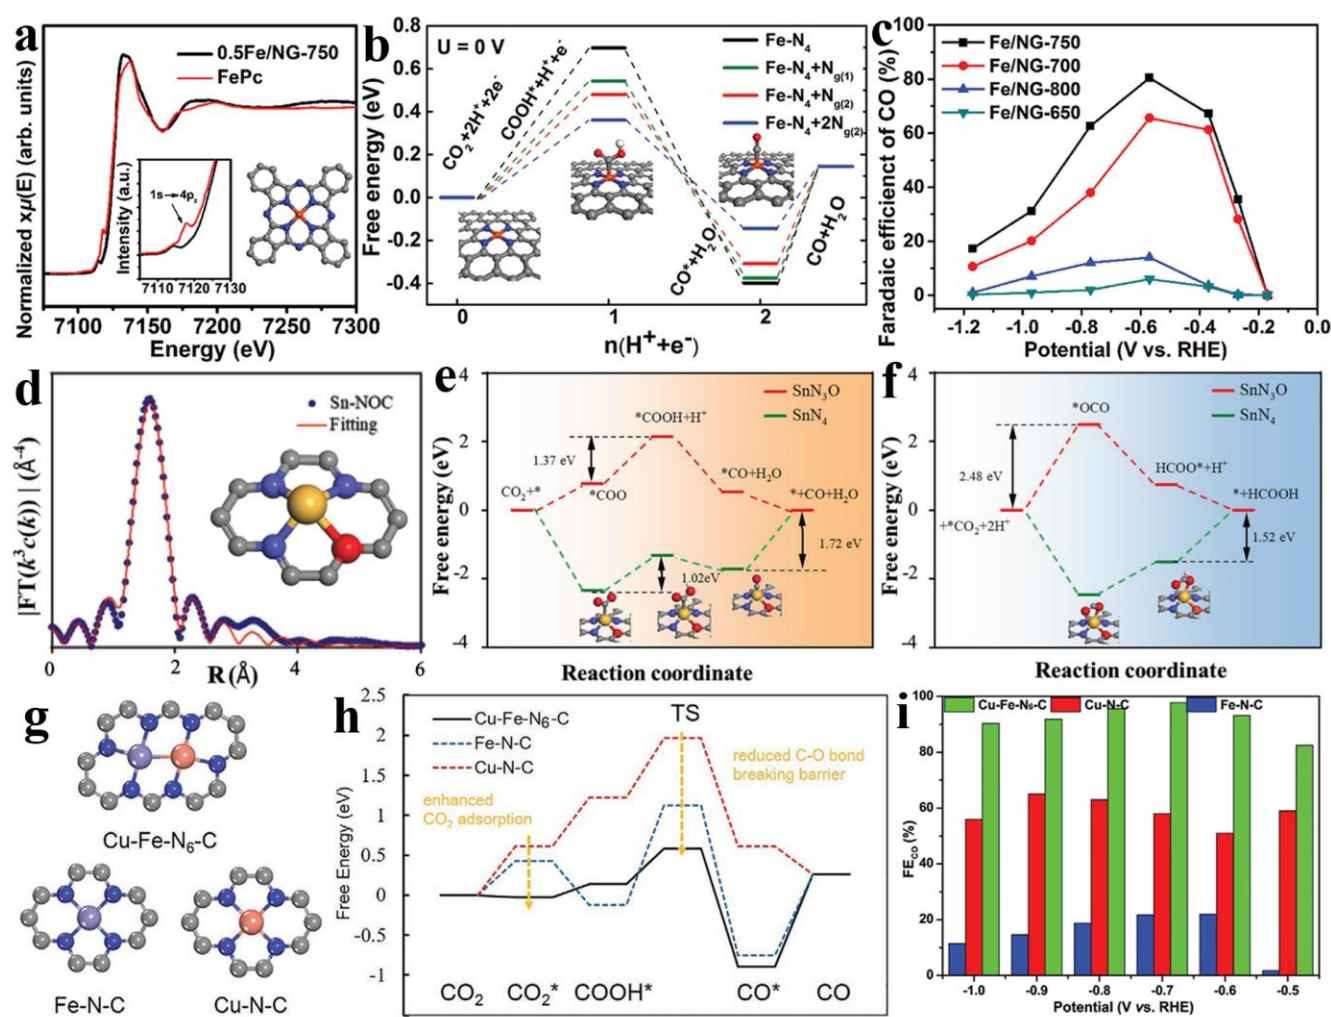 a
Normalized xμ(E) (arb. units)
0.5Fe/NG-750
FePc
Intensity (a.u.)
1s→4pz
7110 7120 7130
7100 7150 7200 7250 7300
Energy (eV)
b
U = 0 V
Free energy (eV)
0.8
0.6
0.4
0.2
0.0
-0.2
-0.4
CO2+2H*+2e-
COOH*+H*+e-
CO*+H2O
CO+H2O
Fe-N4
Fe-N4+Ng(1)
Fe-N4+Ng(2)
Fe-N4+2Ng(2)
0 1 2
n(H++e-)
c
Faradaic efficienct of CO (%)
100
80
60
40
20
0
Fe/NG-750
Fe/NG-700
Fe/NG-800
Fe/NG-650
-1.2 -1.0 -0.8 -0.6 -0.4 -0.2 0.0
Potential (V vs. RHE)
d
|FT(k3c(k)) | (Å-4)
Sn-NOC
Fitting
0 2 4 6
R (Å)
e
Free energy (eV)
4
2
0
-2
-4
SnN3O
SnN4
*COOH+H+
1.37 eV
CO2+*
*COO
*CO+H2O
*+CO+H2O
1.72 eV
1.02eV
Reaction coordinate
f
Free energy (eV)
4
2
0
-2
-4
SnN3O
SnN4
*OCO
2.48 eV
HCOO*+H+
*+HCOOH
+*CO2+2H+
1.52 eV
Reaction coordinate
g
Cu-Fe-N6-C
Fe-N-C
Cu-N-C
h
Free Energy (eV)
2.5
2
1.5
1
0.5
0
-0.5
-1
Cu-Fe-N6-C
Fe-N-C
Cu-N-C
TS
reduced C-O bond
breaking barrier
enhanced
CO2 adsorption
CO2 CO2* COOH* CO* CO
i
FECO (%)
100
80
60
40
20
0
Cu-Fe-N6-C Cu-N-C Fe-N-C
-1.0 -0.9 -0.8 -0.7 -0.6 -0.5
Potential (V vs. RHE)